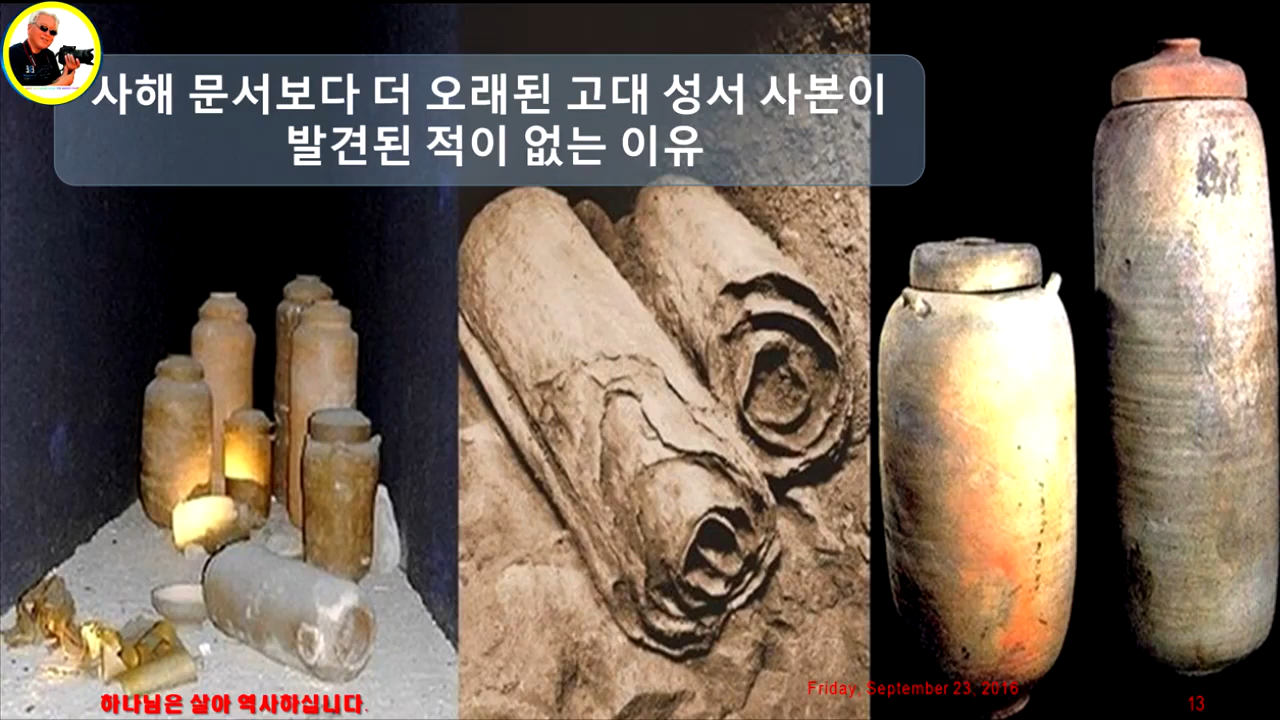 사해 문서보다 더 오래된 고대 성서 사본이
발견된 적이 없는 이유
하나님은 살아 역사하십니다.
Friday, September 23, 2016
13